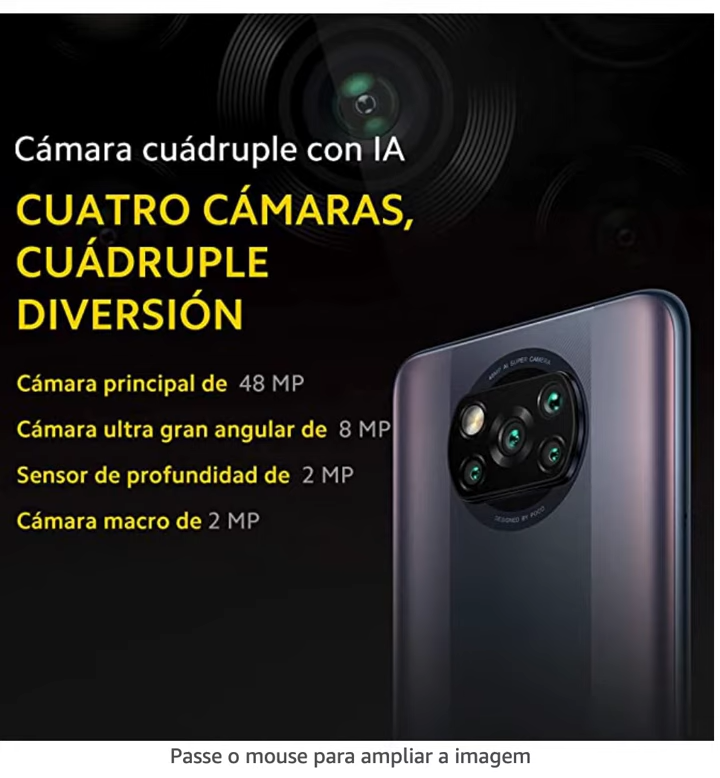 Cámara cuádruple con IA
CUATRO CÁMARAS,
CUÁDRUPLE
DIVERSIÓN
Cámara principal de 48 MP
Cámara ultra gran angular de 8 MP
Sensor de profundidad de 2 MP
Cámara macro de 2 MP
SUPER CAMERA
DESIGNED BY POCO
Passe o mouse para ampliar a imagem